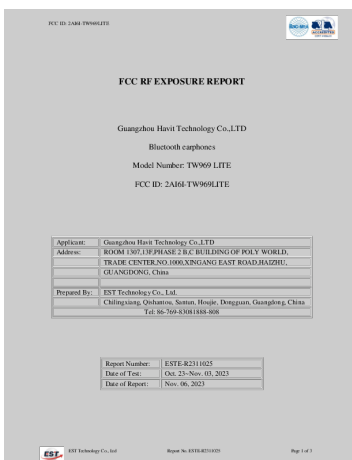 FCC ID: 2AI6I-TW969LITE
FCC RF EXPOSURE REPORT
Guangzhou Havit Technology Co.,LTD
Bluetooth earphones
Model Number: TW969 LITE
FCC ID: 2AI6I-TW969LITE
Applicant: Guangzhou Havit Technology Co.,LTD
Address: ROOM 1307,13F,PHASE 2 B,C BUILDING OF POLY WORLD,
TRADE CENTER,NO.1000,XINGANG EAST ROAD,HAIZHU,
GUANGDONG, China
Prepared By: EST Technology Co., Ltd.
Chilingxiang, Qishantou, Santun, Houjie, Dongguan, Guangdong, China
Tel: 86-769-83081888-808
Report Number: ESTE-R2311025
Date of Test: Oct. 23~Nov. 03, 2023
Date of Report: Nov. 06, 2023
EST EST Technology Co., Ltd Report No. ESTE-R2311025 Page 1 of 3